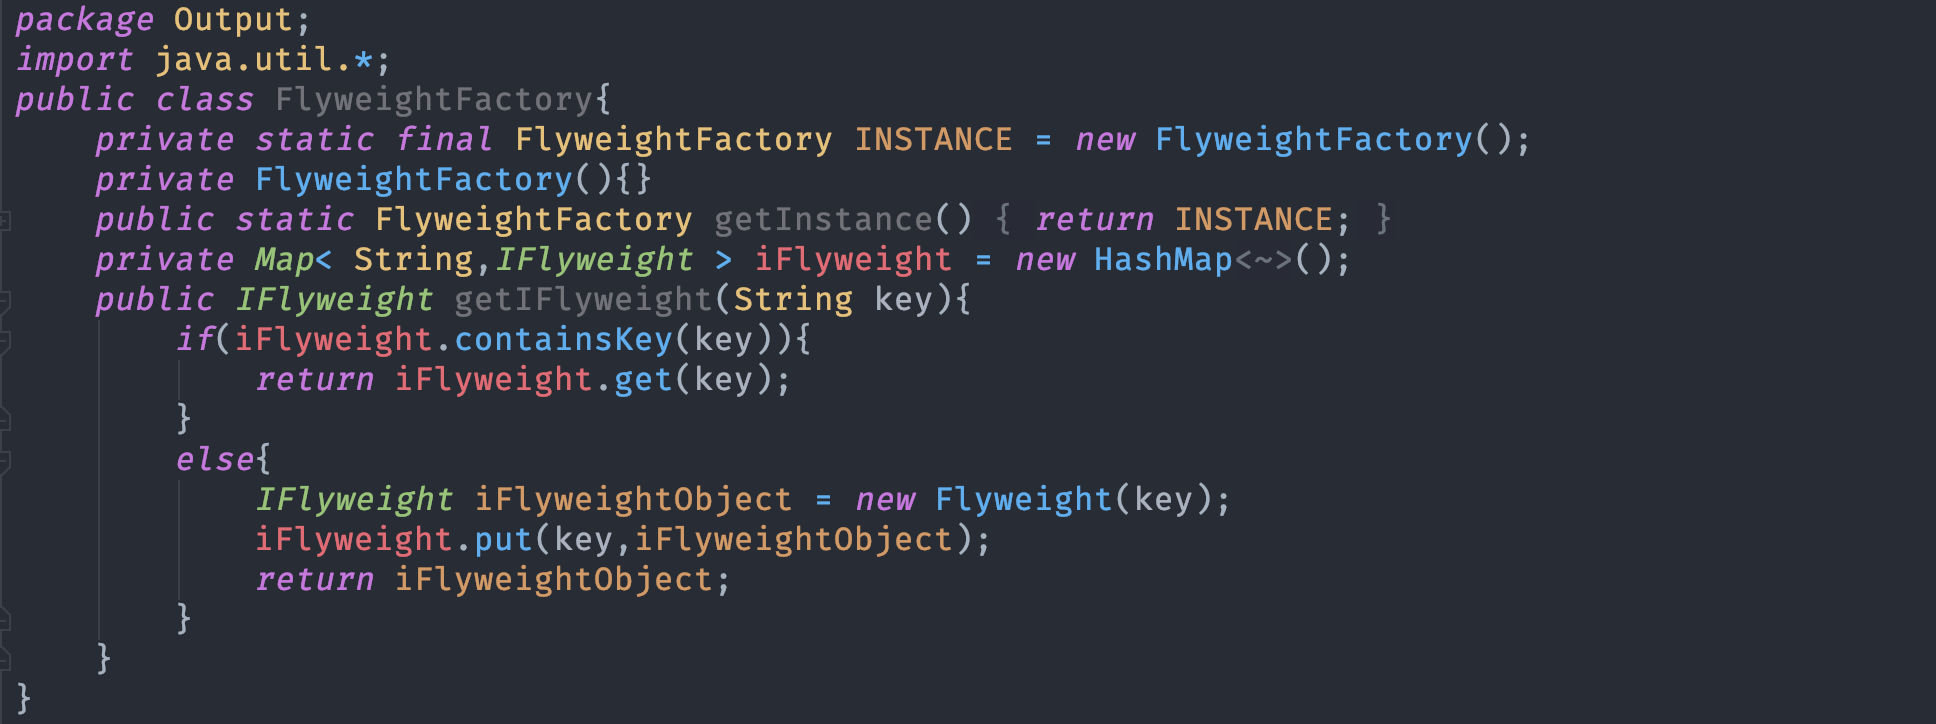 package Output;
import java.util.*;
public class FlyweightFactory{
    private static final FlyweightFactory INSTANCE = new FlyweightFactory();
    private FlyweightFactory(){}
    public static FlyweightFactory getInstance() { return INSTANCE; }
    private Map< String,IFlyweight > iFlyweight = new HashMap<~>();
    public IFlyweight getIFlyweight(String key){
        if(iFlyweight.containsKey(key)){
            return iFlyweight.get(key);
        }
        else{
            IFlyweight iFlyweightObject = new Flyweight(key);
            iFlyweight.put(key,iFlyweightObject);
            return iFlyweightObject;
        }
    }
}